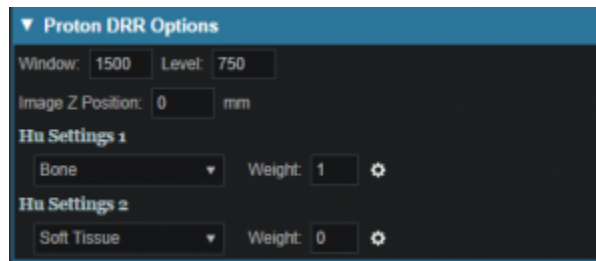 Proton DRR Options
Window: 1500 Level: 750
Image Z Position: 0 mm
Hu Settings 1
Bone Weight: 1
Hu Settings 2
Soft Tissue Weight: 0